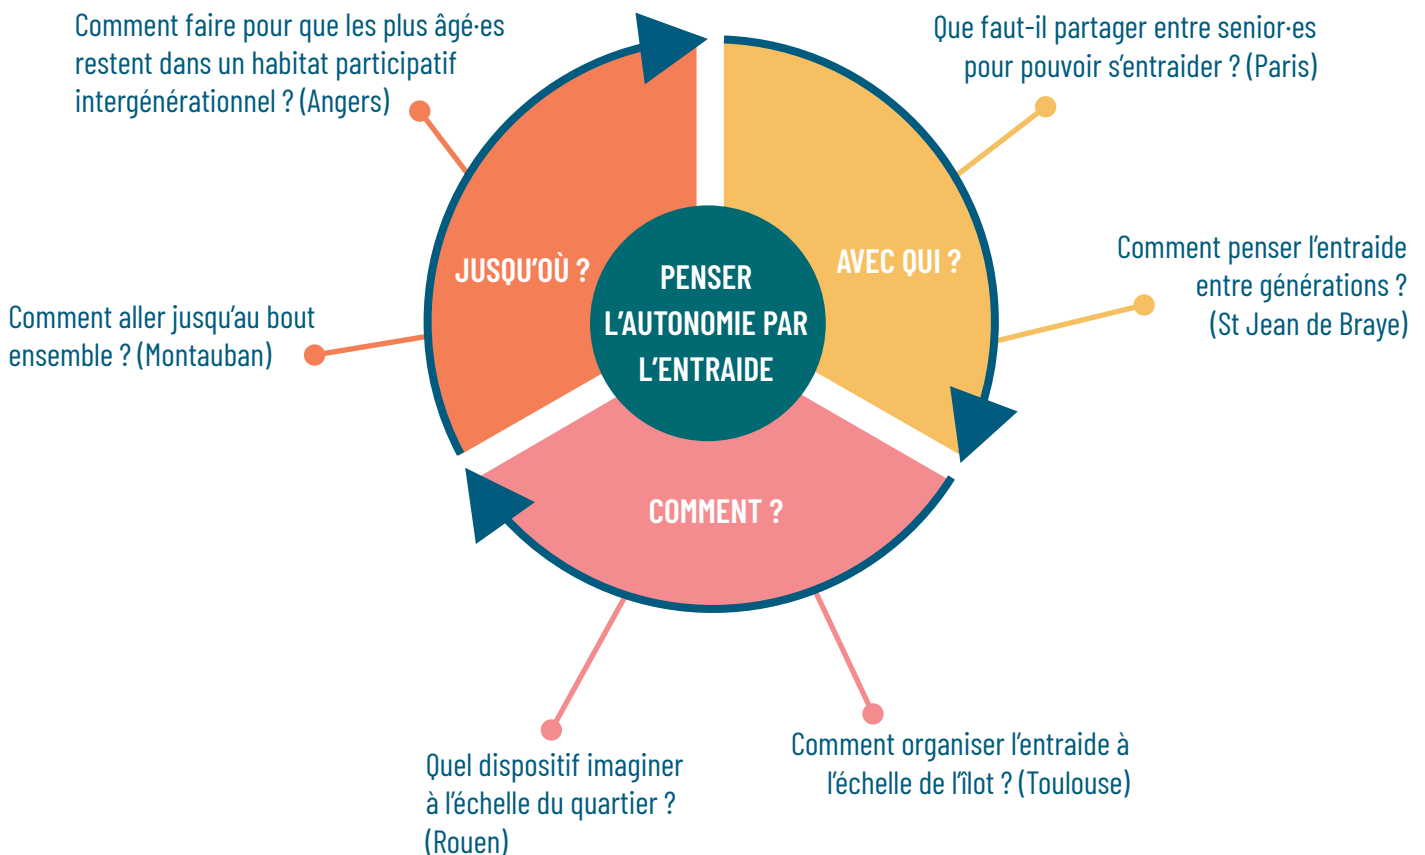 Comment faire pour que les plus âgé·es
restent dans un habitat participatif
intergénérationnel ? (Angers)
Que faut-il partager entre senior·es
pour pouvoir s'entraider ? (Paris)
JUSQU'OÙ ?
AVEC QUI ?
PENSER
L'AUTONOMIE PAR
L'ENTRAIDE
Comment penser l'entraide
entre générations ?
(St Jean de Braye)
Comment aller jusqu'au bout
ensemble ? (Montauban)
COMMENT ?
Comment organiser l'entraide à
l'échelle de l'îlot ? (Toulouse)
Quel dispositif imaginer
à l'échelle du quartier ?
(Rouen)